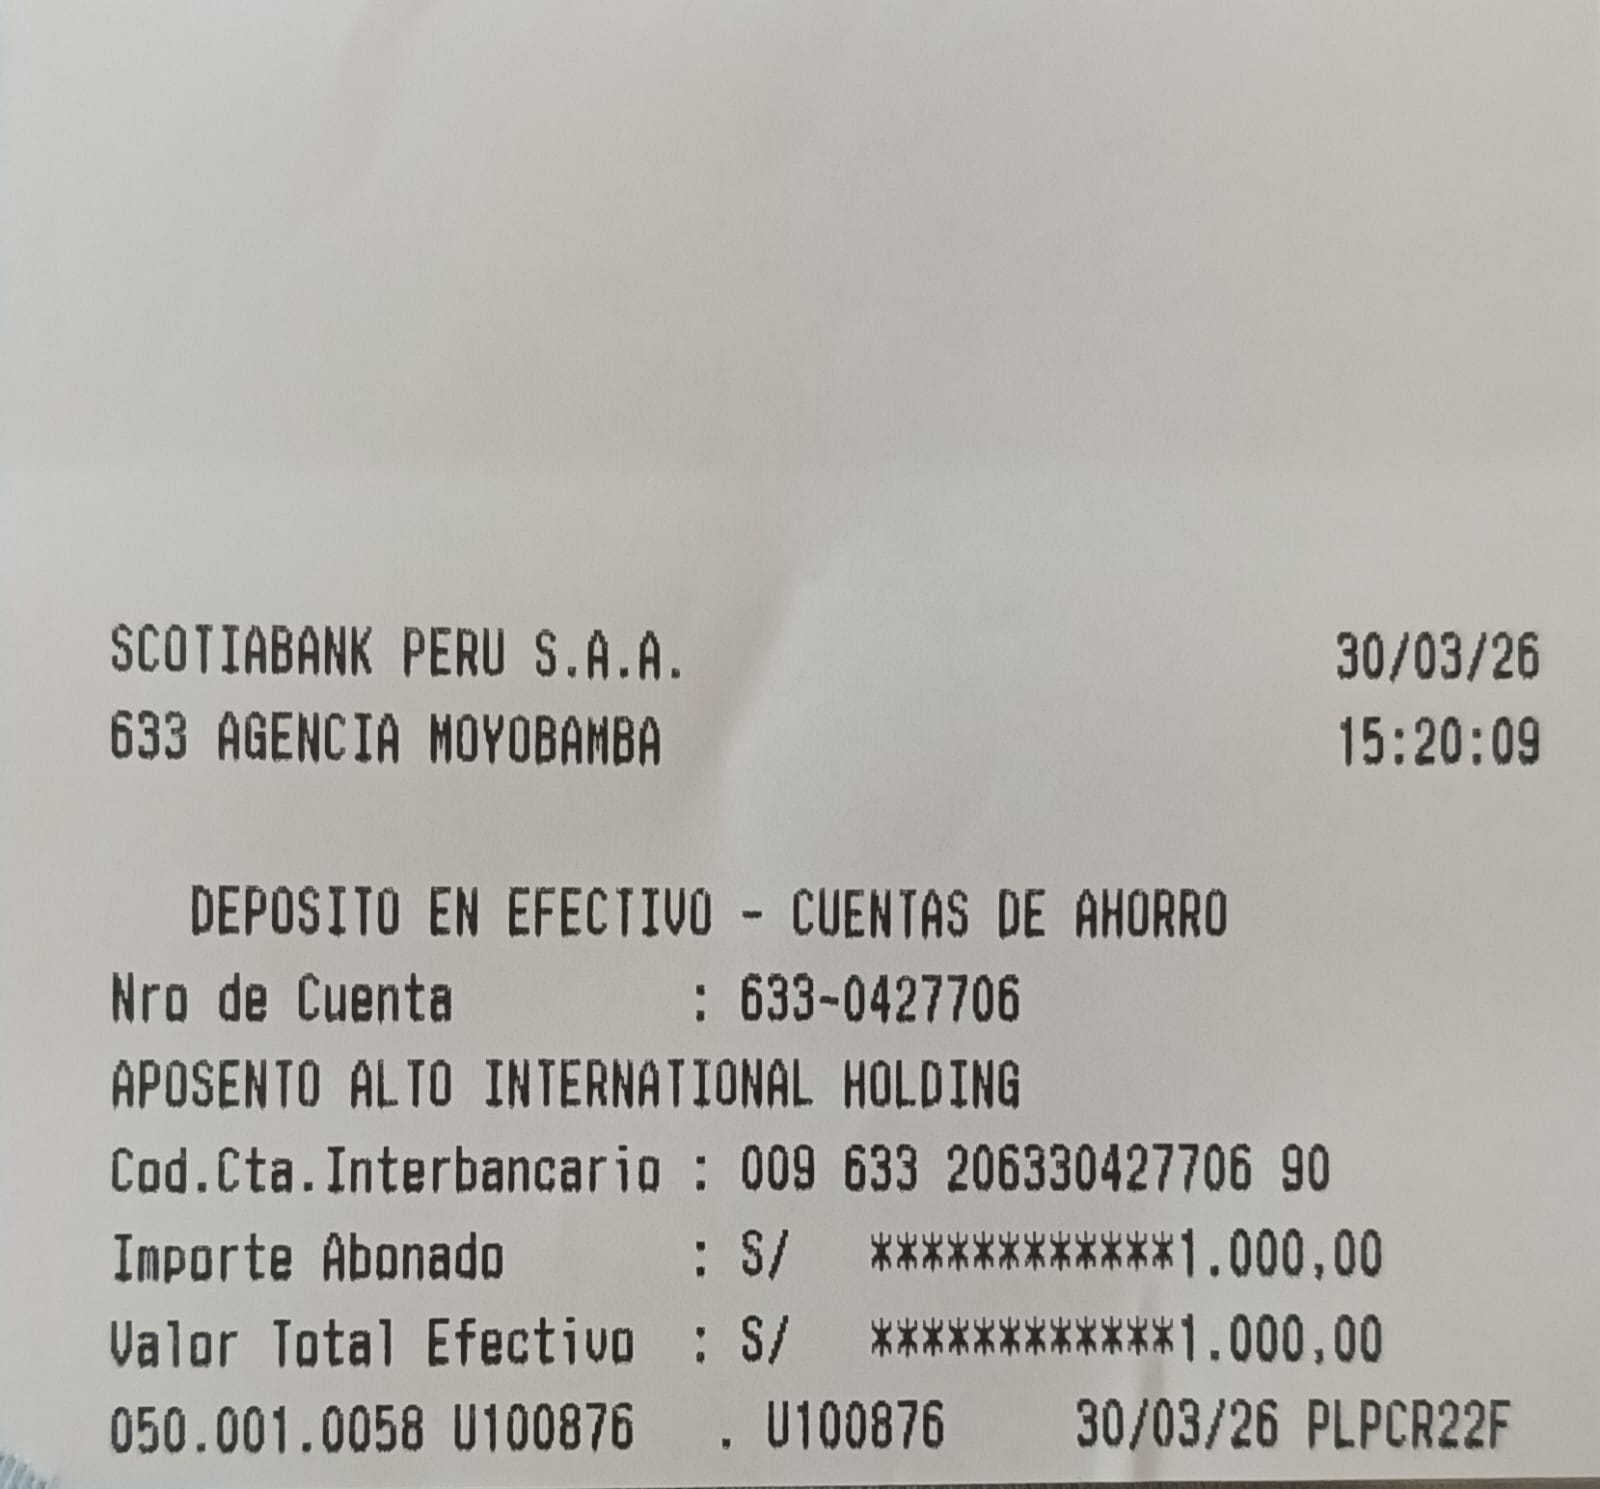 SCOTIABANK PERU S.A.A. 30/03/26
633 AGENCIA MOYOBAMBA 15:20:09
DEPOSITO EN EFECTIVO - CUENTAS DE AHORRO
Nro de Cuenta : 633-0427706
APOSENTO ALTO INTERNATIONAL HOLDING
Cod.Cta.Interbancario : 009 633 206330427706 90
Importe Abonado : S/ ************1.000,00
Valor Total Efectivo : S/ ************1.000,00
050.001.0058 U100876 . U100876 30/03/26 PLPCR22F